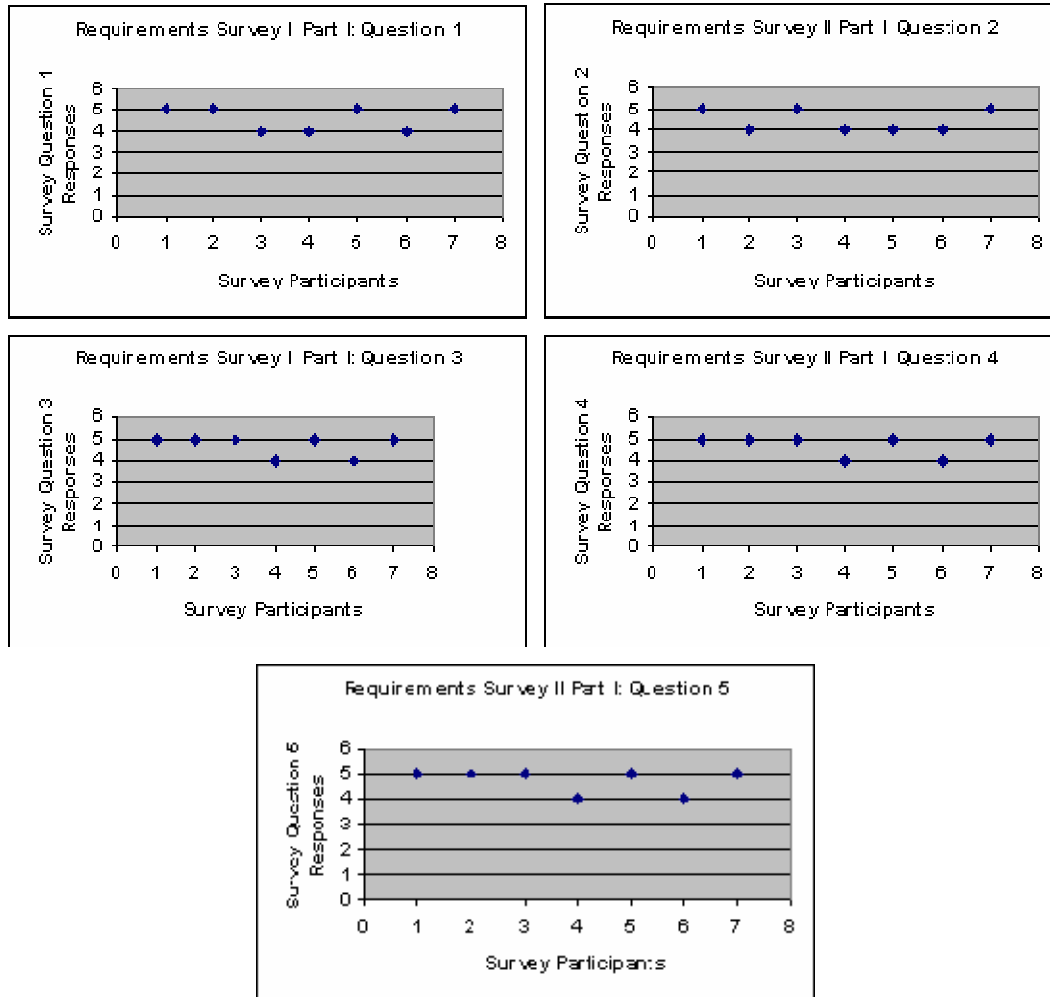 Requirements Survey I Part I: Question 1
Survey Question 1
Responses
6
5
4
3
2
1
0
0 1 2 3 4 5 6 7 8
Survey Participants
Requirements Survey II Part I Question 2
Survey Question 2
Responses
6
5
4
3
2
1
0
0 1 2 3 4 5 6 7 8
Survey Participants
Requirements Survey I Part I: Question 3
Survey Question 3
Responses
6
5
4
3
2
1
0
0 1 2 3 4 5 6 7 8
Survey Participants
Requirements Survey II Part I Question 4
Survey Question 4
Responses
6
5
4
3
2
1
0
0 1 2 3 4 5 6 7 8
Survey Participants
Requirements Survey II Part I: Question 5
Survey Question 5
Responses
6
5
4
3
2
1
0
0 1 2 3 4 5 6 7 8
Survey Participants